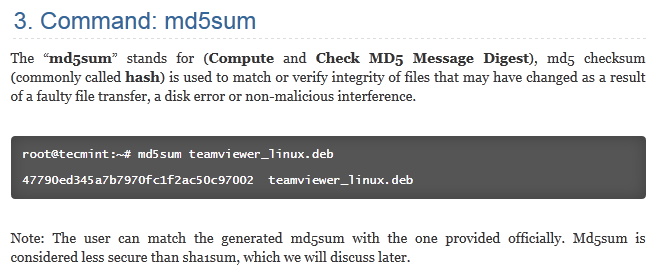 3. Command: md5sum
The “md5sum” stands for (Compute and Check MD5 Message Digest), md5 checksum
(commonly called hash) is used to match or verify integrity of files that may have changed as a result
of a faulty file transfer, a disk error or non-malicious interference.
root@tecmint:~# md5sum teamviewer_linux.deb
47790ed345a7b7970fc1f2ac50c97002  teamviewer_linux.deb
Note: The user can match the generated md5sum with the one provided officially. Md5sum is
considered less secure than sha1sum, which we will discuss later.